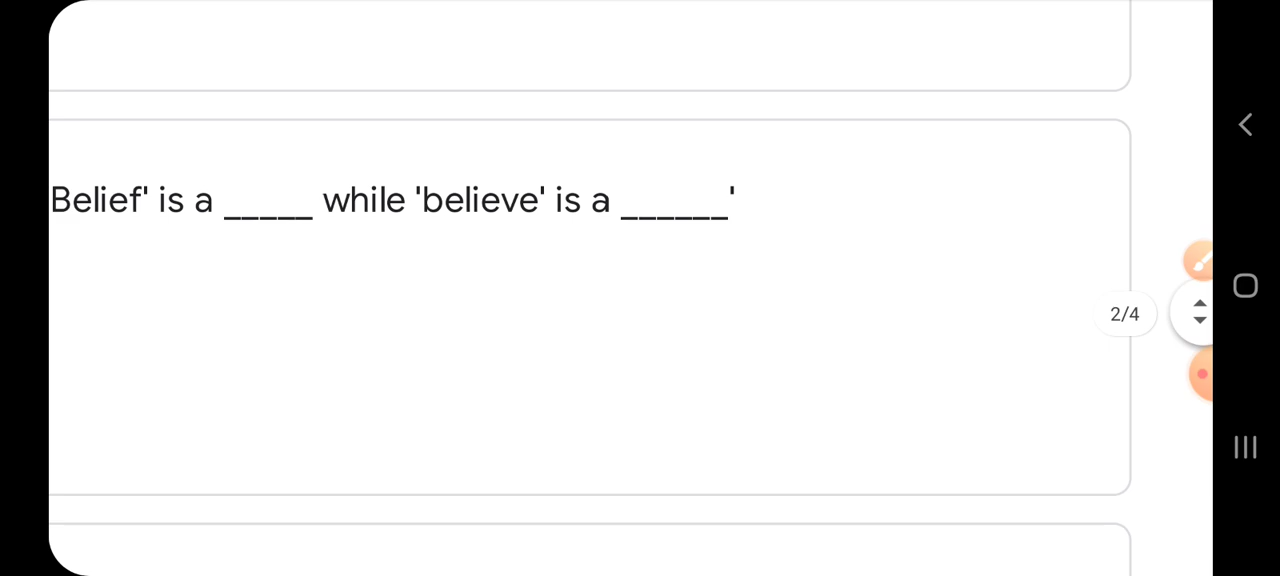 Belief' is a _____ while 'believe' is a ______'
2/4